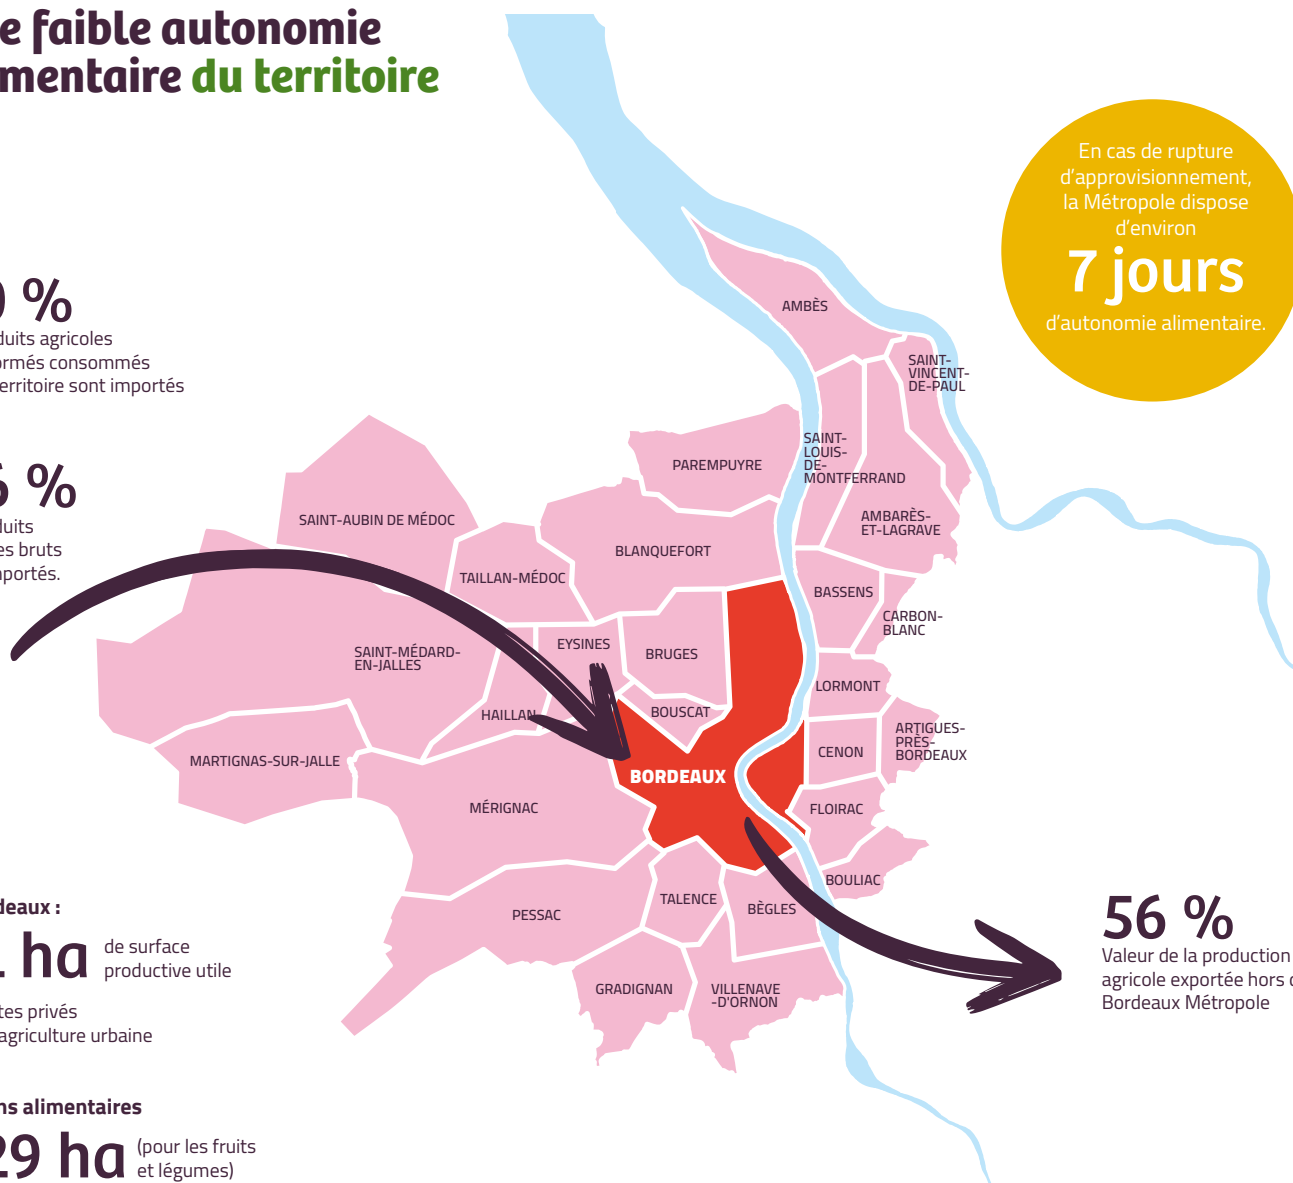 e faible autonomie
mentaire du territoire
En cas de rupture
d'approvisionnement,
la Métropole dispose
d'environ
7 jours
d'autonomie alimentaire.
%
duits agricoles
ormés consommés
territoire sont importés
%
duits
es bruts
portés.
AMBÈS
SAINT-
VINCENT-
DE-PAUL
SAINT-
LOUIS-
DE-
MONTFERRAND
PAREMPUYRE
AMBARÈS-
ET-LAGRAVE
SAINT-AUBIN DE MÉDOC
BLANQUEFORT
TAILLAN-MÉDOC
BASSENS
CARBON-
BLANC
EYSINES
BRUGES
SAINT-MÉDARD-
EN-JALLES
LORMONT
HAILLAN
BOUSCAT
ARTIGUES-
PRÈS-
BORDEAUX
CENON
MARTIGNAS-SUR-JALLE
BORDEAUX
MÉRIGNAC
FLOIRAC
BOULIAC
TALENCE
BÈGLES
PESSAC
GRADIGNAN
VILLENAVE
-D'ORNON
deaux :
ha de surface
productive utile
tes privés
agriculture urbaine
ns alimentaires
29 ha (pour les fruits
et légumes)
56 %
Valeur de la production
agricole exportée hors
Bordeaux Métropole